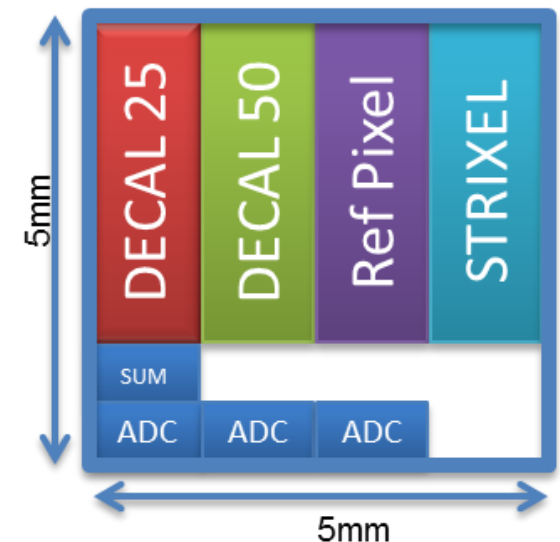 DECAL 25
DECAL 50
Ref Pixel
STRIXEL
5mm
SUM
ADC
ADC
ADC
5mm